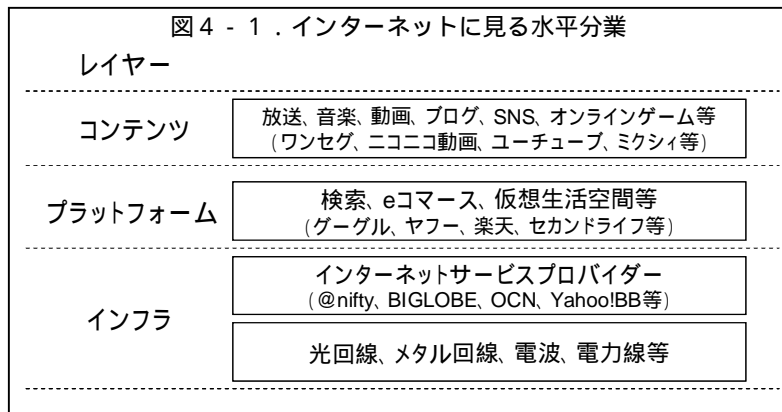 図4-1.インターネットに見る水平分業
レイヤー
コンテンツ
放送、音楽、動画、ブログ、SNS、オンラインゲーム等
(ワンセグ、ニコニコ動画、ユーチューブ、ミクシィ等)
プラットフォーム
検索、eコマース、仮想生活空間等
(グーグル、ヤフー、楽天、セカンドライフ等)
インフラ
インターネットサービスプロバイダー
(@nifty、BIGLOBE、OCN、Yahoo!BB等)
光回線、メタル回線、電波、電力線等